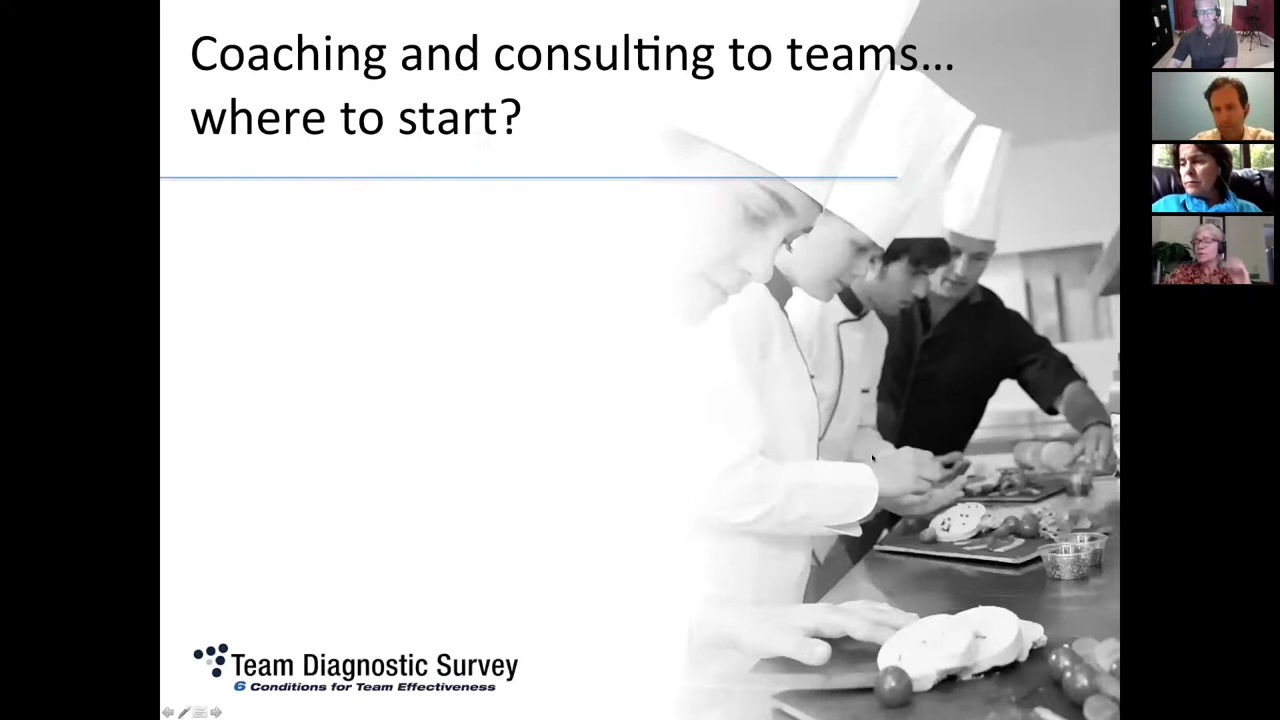 Coaching and consulting to teams…
where to start?
Team Diagnostic Survey
6 Conditions for Team Effectiveness